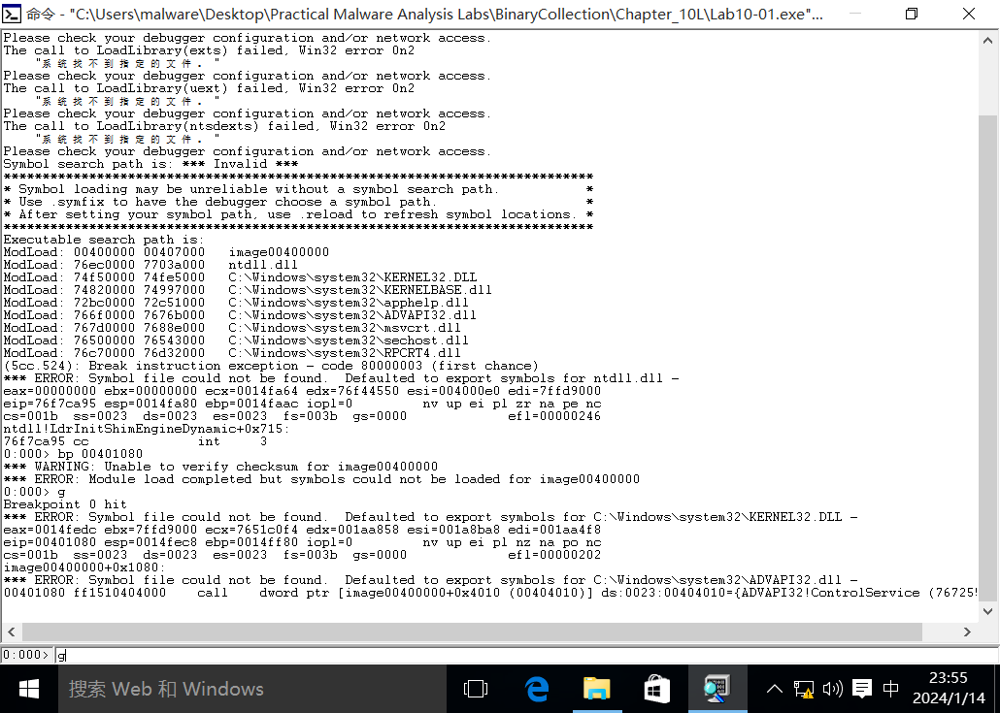 命令 - "C:\Users\malware\Desktop\Practical Malware Analysis Labs\BinaryCollection\Chapter_10L\Lab10-01.exe"...
Please check your debugger configuration and/or network access.
The call to LoadLibrary(exts) failed, Win32 error 0n2
"系统找不到指定的文件。"
Please check your debugger configuration and/or network access.
The call to LoadLibrary(uext) failed, Win32 error 0n2
"系统找不到指定的文件。"
Please check your debugger configuration and/or network access.
The call to LoadLibrary(ntsdexts) failed, Win32 error 0n2
"系统找不到指定的文件。"
Please check your debugger configuration and/or network access.
Symbol search path is: *** Invalid ***
****************************************************************************
* Symbol loading may be unreliable without a symbol search path.           *
* Use .symfix to have the debugger choose a symbol path.                   *
* After setting your symbol path, use .reload to refresh symbol locations. *
****************************************************************************
Executable search path is:
ModLoad: 00400000 00407000   image00400000
ModLoad: 76ec0000 7703a000   ntdll.dll
ModLoad: 74f50000 74fe5000   C:\Windows\system32\KERNEL32.DLL
ModLoad: 74820000 74997000   C:\Windows\system32\KERNELBASE.dll
ModLoad: 72bc0000 72c51000   C:\Windows\system32\apphelp.dll
ModLoad: 766f0000 7676b000   C:\Windows\system32\ADVAPI32.dll
ModLoad: 767d0000 7688e000   C:\Windows\system32\msvcrt.dll
ModLoad: 76500000 76543000   C:\Windows\system32\sechost.dll
ModLoad: 76c70000 76d32000   C:\Windows\system32\RPCRT4.dll
(5cc.524): Break instruction exception - code 80000003 (first chance)
*** ERROR: Symbol file could not be found.  Defaulted to export symbols for ntdll.dll -
eax=00000000 ebx=00000000 ecx=0014fa64 edx=76f44550 esi=004000e0 edi=7ffd9000
eip=76f7ca95 esp=0014fa80 ebp=0014faac iopl=0         nv up ei pl zr na pe nc
cs=001b  ss=0023  ds=0023  es=0023  fs=003b  gs=0000             efl=00000246
ntdll!LdrInitShimEngineDynamic+0x715:
76f7ca95 cc              int     3
0:000> bp 00401080
*** WARNING: Unable to verify checksum for image00400000
*** ERROR: Module load completed but symbols could not be loaded for image00400000
0:000> g
Breakpoint 0 hit
*** ERROR: Symbol file could not be found.  Defaulted to export symbols for C:\Windows\system32\KERNEL32.DLL -
eax=0014fedc ebx=7ffd9000 ecx=7651c0f4 edx=001aa858 esi=001a8ba8 edi=001aa4f8
eip=00401080 esp=0014fec8 ebp=0014ff80 iopl=0         nv up ei pl nz na po nc
cs=001b  ss=0023  ds=0023  es=0023  fs=003b  gs=0000             efl=00000202
image00400000+0x1080:
*** ERROR: Symbol file could not be found.  Defaulted to export symbols for C:\Windows\system32\ADVAPI32.dll -
00401080 ff1510404000    call    dword ptr [image00400000+0x4010 (00404010)] ds:0023:00404010={ADVAPI32!ControlService (76725
0:000> g
搜索 Web 和 Windows
中
23:55
2024/1/14